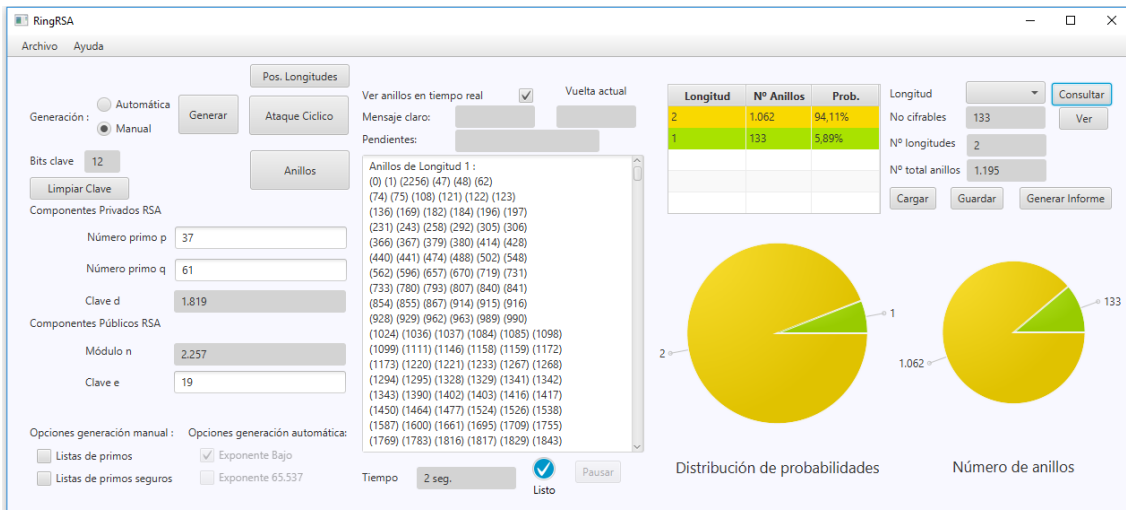 RingRSA
Archivo Ayuda
Pos. Longitudes
Generación :
Automática
Manual
Generar
Ataque Ciclico
Bits clave 12
Anillos
Limpiar Clave
Componentes Privados RSA
Número primo p 37
Número primo q 61
Clave d 1.819
Componentes Públicos RSA
Módulo n 2.257
Clave e 19
Opciones generación manual : Opciones generación automática:
Listas de primos Exponente Bajo
Listas de primos seguros Exponente 65.537
Ver anillos en tiempo real Vuelta actual
Mensaje claro:
Pendientes:
Anillos de Longitud 1 :
(0) (1) (2256) (47) (48) (62)
(74) (75) (108) (121) (122) (123)
(136) (169) (182) (184) (196) (197)
(231) (243) (258) (292) (305) (306)
(366) (367) (379) (380) (414) (428)
(440) (441) (474) (488) (502) (548)
(562) (596) (657) (670) (719) (731)
(733) (780) (793) (807) (840) (841)
(854) (855) (867) (914) (915) (916)
(928) (929) (962) (963) (989) (990)
(1024) (1036) (1037) (1084) (1085) (1098)
(1099) (1111) (1146) (1158) (1159) (1172)
(1173) (1220) (1221) (1233) (1267) (1268)
(1294) (1295) (1328) (1329) (1341) (1342)
(1343) (1390) (1402) (1403) (1416) (1417)
(1450) (1464) (1477) (1524) (1526) (1538)
(1587) (1600) (1661) (1695) (1709) (1755)
(1769) (1783) (1816) (1817) (1829) (1843)
Tiempo 2 seg.
Listo
Pausar
Longitud Nº Anillos Prob.
2 1.062 94,11%
1 133 5,89%
Longitud Consultar
No cifrables 133 Ver
Nº longitudes 2
Nº total anillos 1.195
Cargar Guardar Generar Informe
1
2
Distribución de probabilidades
133
1.062
Número de anillos